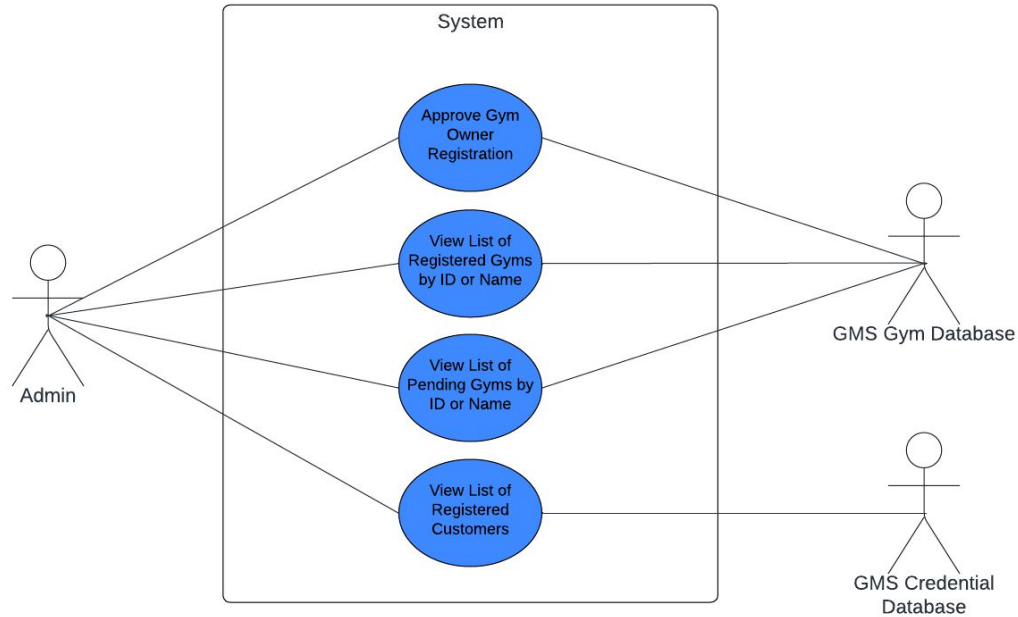 System
Approve Gym
Owner
Registration
View List of
Registered Gyms
by ID or Name
View List of
Pending Gyms by
ID or Name
View List of
Registered
Customers
Admin
GMS Gym Database
GMS Credential
Database